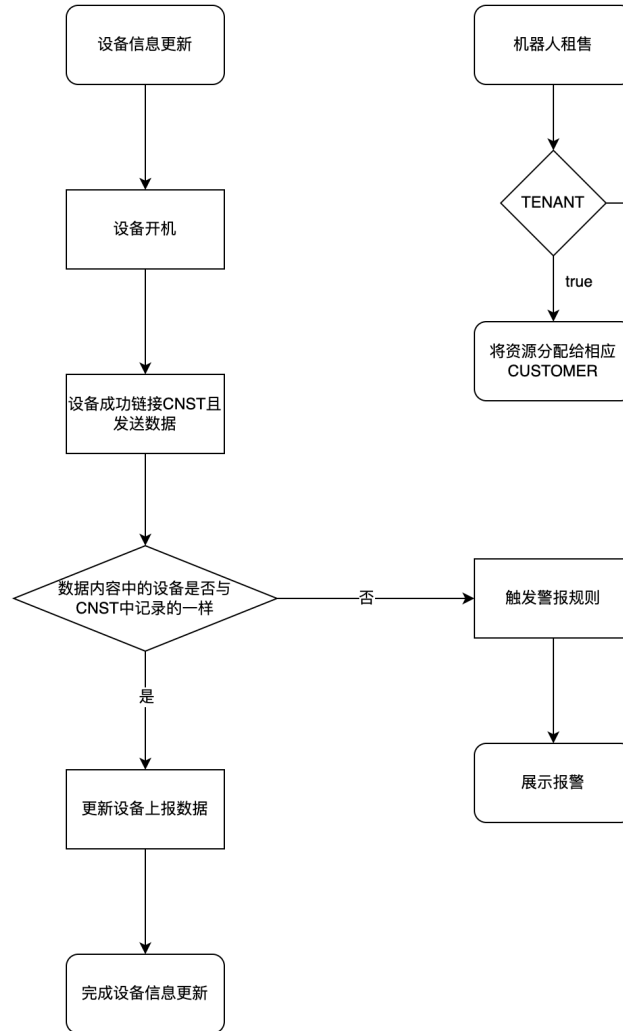 设备信息更新
机器人租售
设备开机
TENANT
true
设备成功链接CNST且
发送数据
将资源分配给相应
CUSTOMER
数据内容中的设备是否与
CNST中记录的一样
否
触发警报规则
是
更新设备上报数据
展示报警
完成设备信息更新